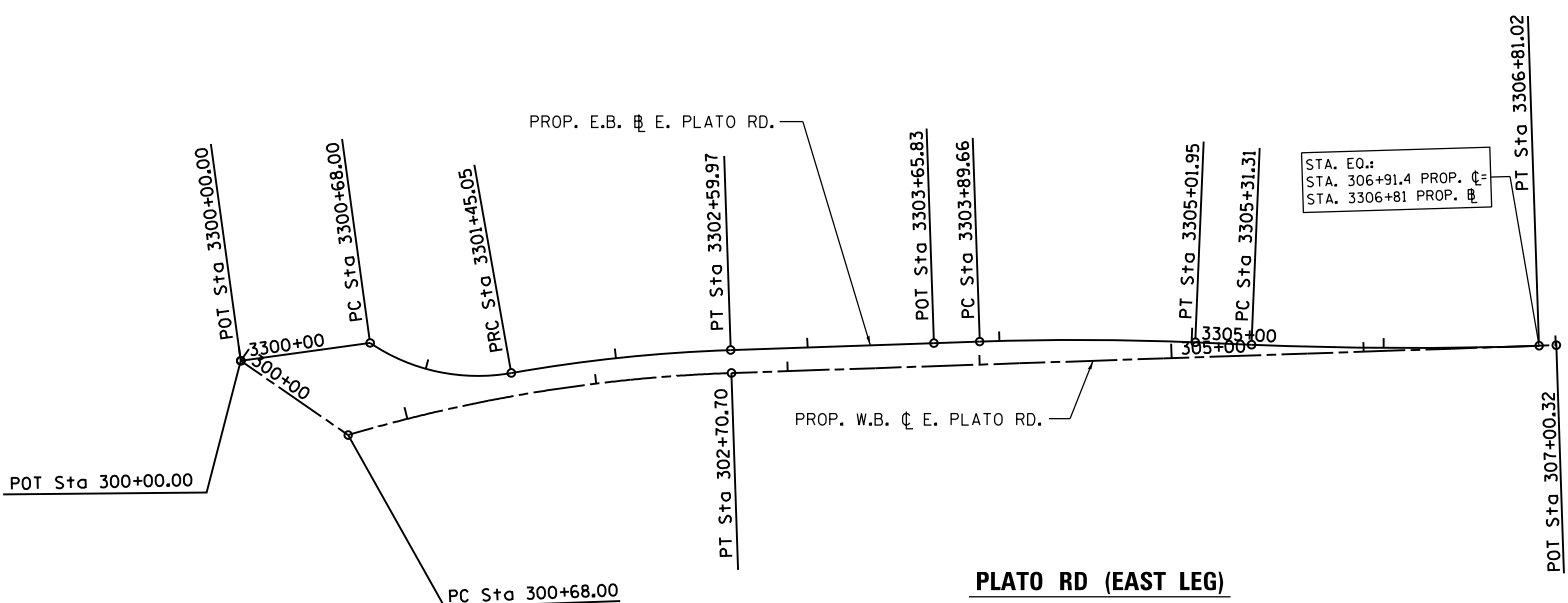 POT Sta 3300+00.00
PC Sta 3300+68.00
PRC Sta 3301+45.05
PROP. E.B. B L E. PLATO RD.
PT Sta 3302+59.97
POT Sta 3303+65.83
PC Sta 3303+89.66
PT Sta 3305+01.95
PC Sta 3305+31.31
STA. EQ.:
STA. 306+91.4 PROP. ℄=
STA. 3306+81 PROP. B L
PT Sta 3306+81.02
3300+00
300+00
3305+00
305+00
PROP. W.B. ℄ E. PLATO RD.
POT Sta 300+00.00
PC Sta 300+68.00
PT Sta 302+70.70
POT Sta 307+00.32
PLATO RD (EAST LEG)